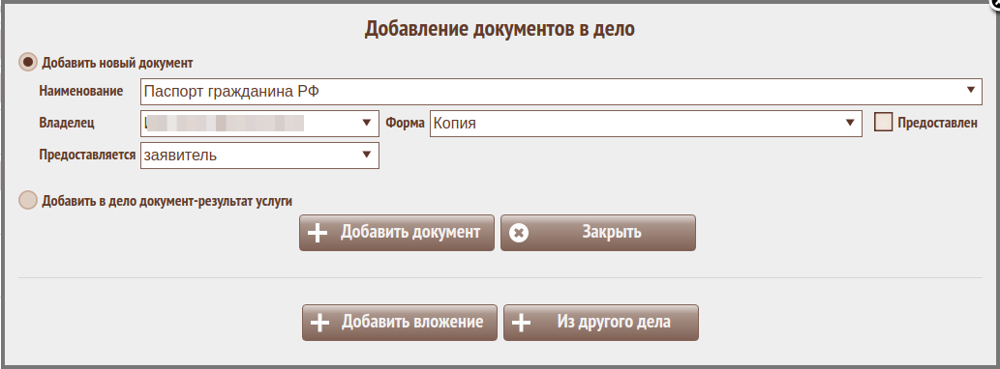 Добавление документов в дело
Добавить новый документ
Наименование Паспорт гражданина РФ
Владелец Форма Копия Предоставлен
Предоставляется заявитель
Добавить в дело документ-результат услуги
Добавить документ Закрыть
Добавить вложение Из другого дела